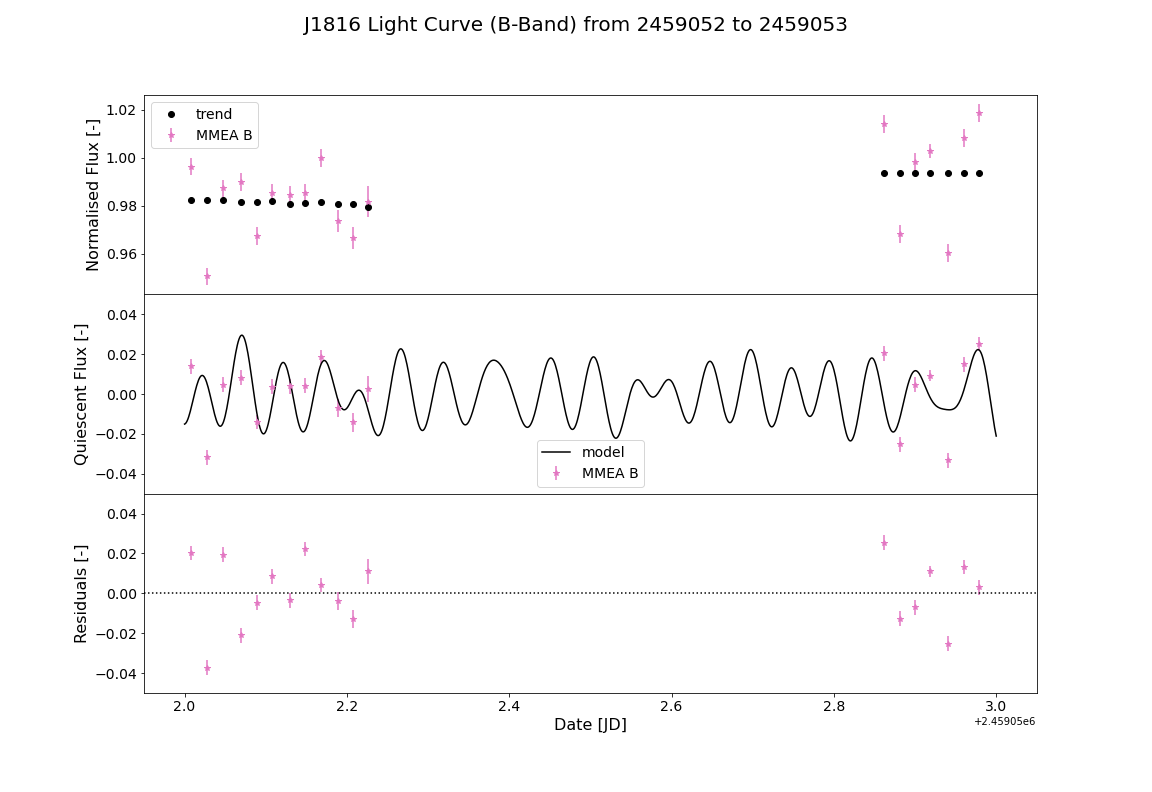 J1816 Light Curve (B-Band) from 2459052 to 2459053
1.02
1.00
0.98
0.96
Normalised Flux [-]
trend
MMEA B
0.04
0.02
0.00
−0.02
−0.04
Quiescent Flux [-]
model
MMEA B
0.04
0.02
0.00
−0.02
−0.04
Residuals [-]
2.0 2.2 2.4 2.6 2.8 3.0
+2.45905e6
Date [JD]